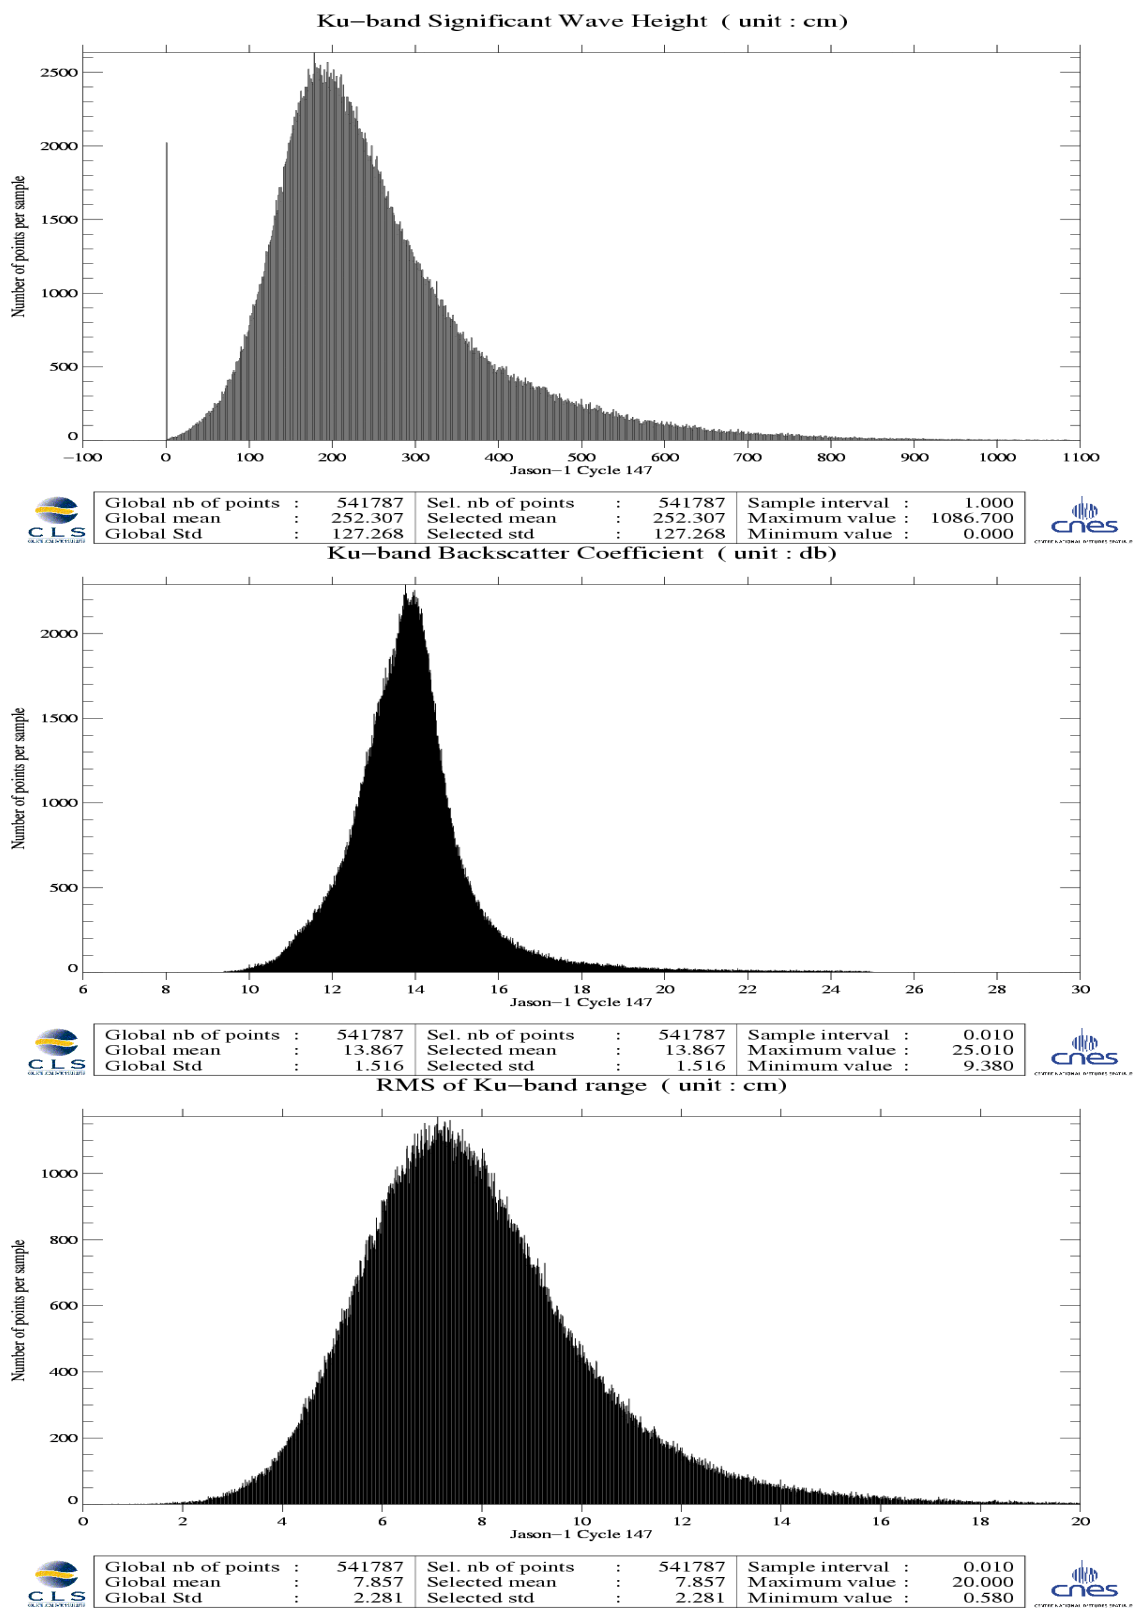 Ku−band Significant Wave Height ( unit : cm)
2500
2000
1500
1000
500
0
Number of points per sample
−100 0 100 200 300 400 500 600 700 800 900 1000 1100
Jason−1 Cycle 147
CLS
Global nb of points : 541787 Sel. nb of points : 541787 Sample interval : 1.000
Global mean : 252.307 Selected mean : 252.307 Maximum value : 1086.700
Global Std : 127.268 Selected std : 127.268 Minimum value : 0.000
cnes
Ku−band Backscatter Coefficient ( unit : db)
2000
1500
1000
500
0
Number of points per sample
6 8 10 12 14 16 18 20 22 24 26 28 30
Jason−1 Cycle 147
CLS
Global nb of points : 541787 Sel. nb of points : 541787 Sample interval : 0.010
Global mean : 13.867 Selected mean : 13.867 Maximum value : 25.010
Global Std : 1.516 Selected std : 1.516 Minimum value : 9.380
cnes
RMS of Ku−band range ( unit : cm)
1000
800
600
400
200
0
Number of points per sample
0 2 4 6 8 10 12 14 16 18 20
Jason−1 Cycle 147
CLS
Global nb of points : 541787 Sel. nb of points : 541787 Sample interval : 0.010
Global mean : 7.857 Selected mean : 7.857 Maximum value : 20.000
Global Std : 2.281 Selected std : 2.281 Minimum value : 0.580
cnes